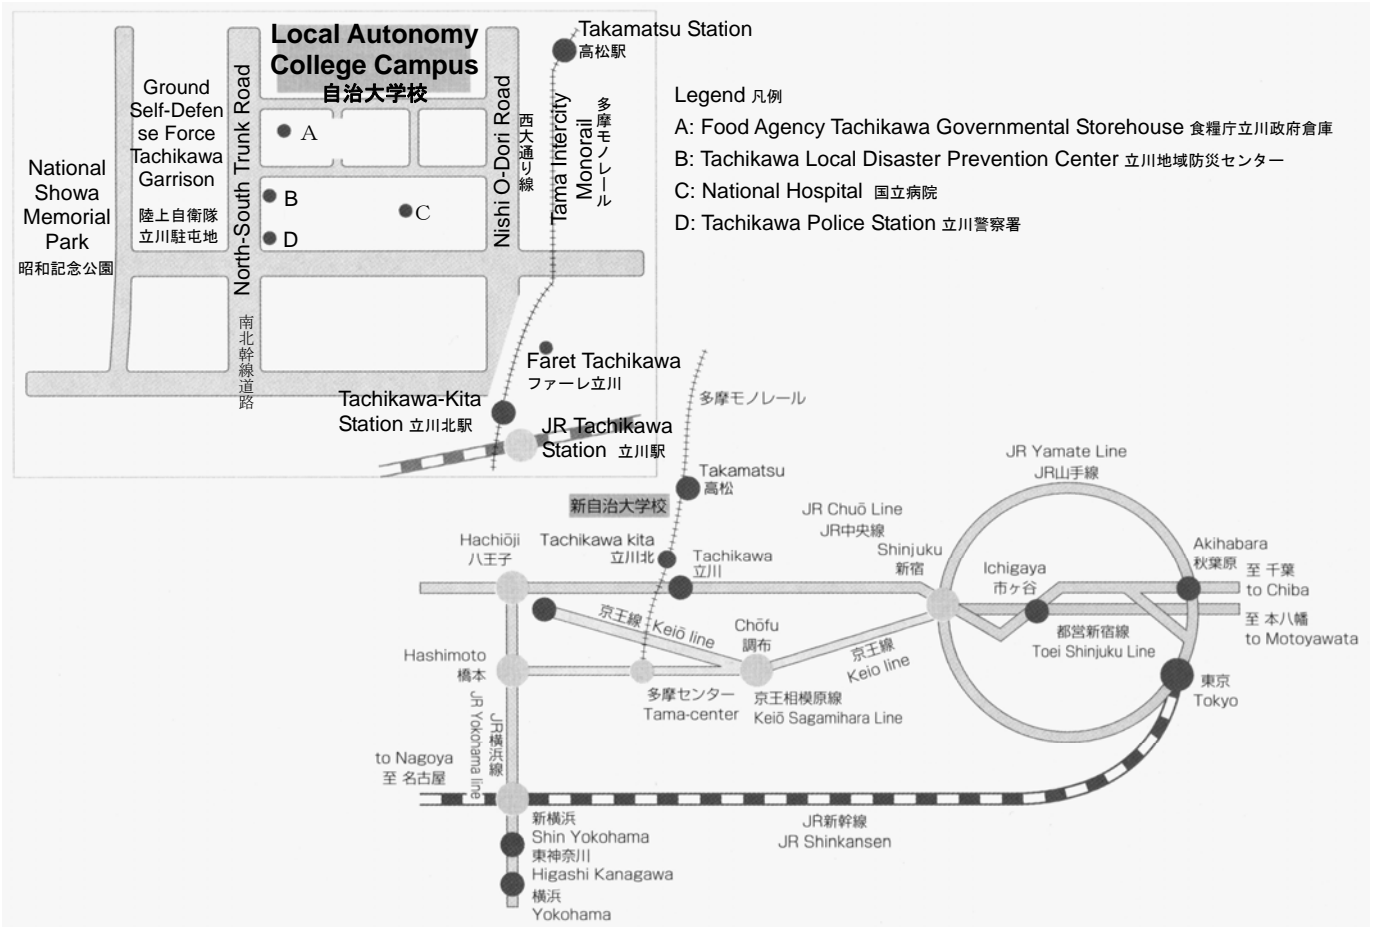 Local Autonomy
College Campus
自治大学校
Takamatsu Station
高松駅
Ground
Self-Defen
se Force
Tachikawa
Garrison
陸上自衛隊
立川駐屯地
National
Showa
Memorial
Park
昭和記念公園
North-South Trunk Road
南北幹線道路
A
B
C
D
Nishi O-Dori Road
西大通り線
Tama Intercity
Monorail
多摩モノレール
Faret Tachikawa
ファーレ立川
Tachikawa-Kita
Station 立川北駅
JR Tachikawa
Station 立川駅
Legend 凡例
A: Food Agency Tachikawa Governmental Storehouse 食糧庁立川政府倉庫
B: Tachikawa Local Disaster Prevention Center 立川地域防災センター
C: National Hospital 国立病院
D: Tachikawa Police Station 立川警察署
多摩モノレール
Takamatsu
高松
新自治大学校
Tachikawa kita
立川北
Tachikawa
立川
Hachiōji
八王子
JR Chuō Line
JR中央線
Shinjuku
新宿
JR Yamate Line
JR山手線
Ichigaya
市ヶ谷
Akihabara
秋葉原
至 千葉
to Chiba
至 本八幡
to Motoyawata
都営新宿線
Toei Shinjuku Line
京王線 Keiō line
Chōfu
調布
京王線
Keio line
Hashimoto
橋本
多摩センター
Tama-center
京王相模原線
Keiō Sagamihara Line
東京
Tokyo
JR横浜線
JR Yokohama line
to Nagoya
至 名古屋
JR新幹線
JR Shinkansen
新横浜
Shin Yokohama
東神奈川
Higashi Kanagawa
横浜
Yokohama